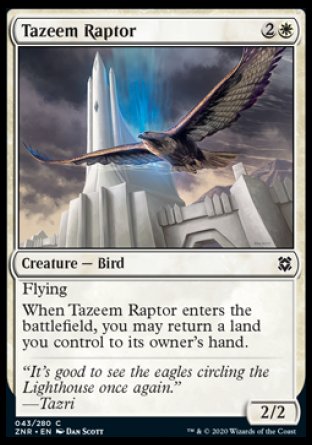 Tazeem Raptor 2
Creature — Bird
Flying
When Tazeem Raptor enters the
battlefield, you may return a land
you control to its owner's hand.
"It's good to see the eagles circling the
Lighthouse once again."
—Tazri
2/2
043/280 C
ZNR • EN Dan Scott
™ & © 2020 Wizards of the Coast